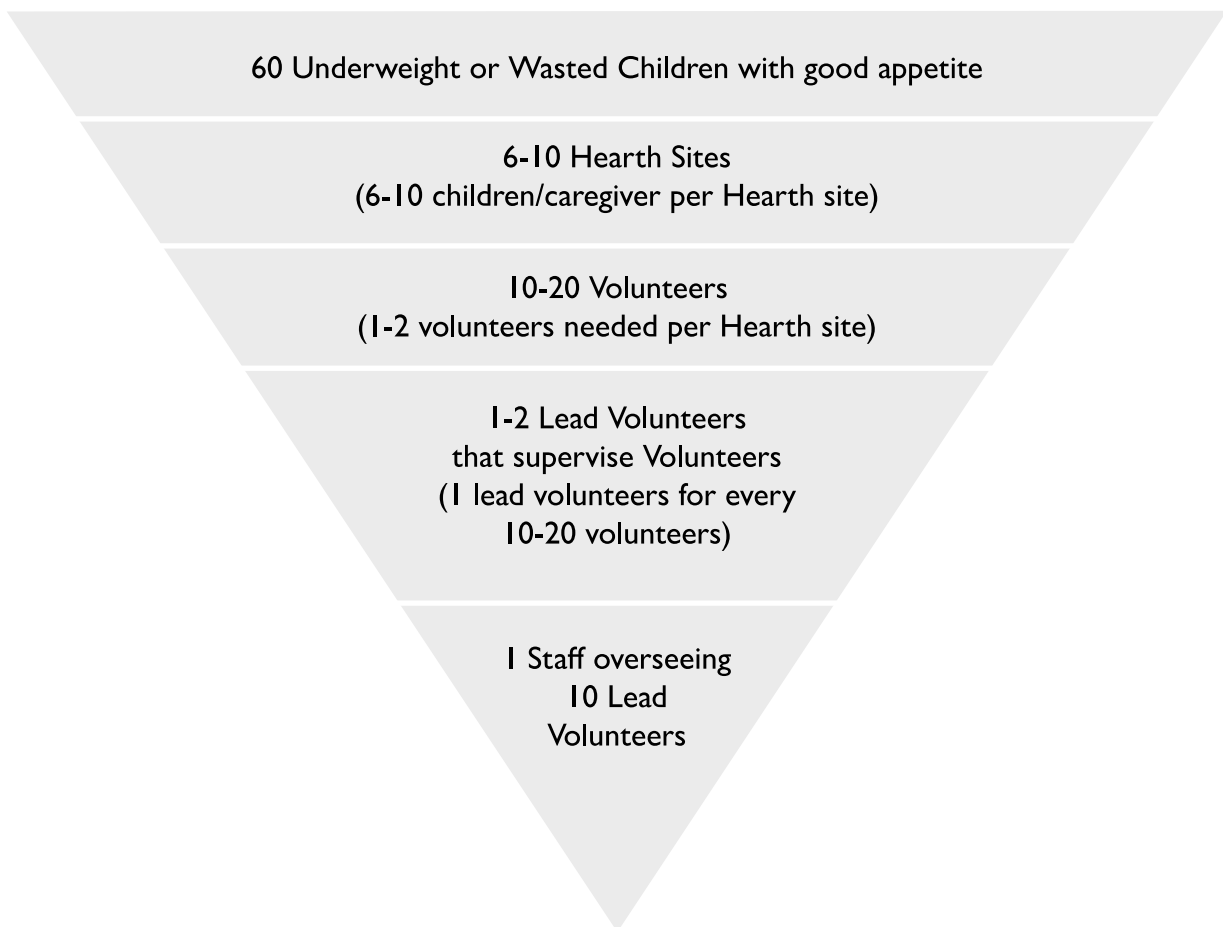 60 Underweight or Wasted Children with good appetite
6-10 Hearth Sites
(6-10 children/caregiver per Hearth site)
10-20 Volunteers
(1-2 volunteers needed per Hearth site)
1-2 Lead Volunteers
that supervise Volunteers
(1 lead volunteers for every
10-20 volunteers)
1 Staff overseeing
10 Lead
Volunteers